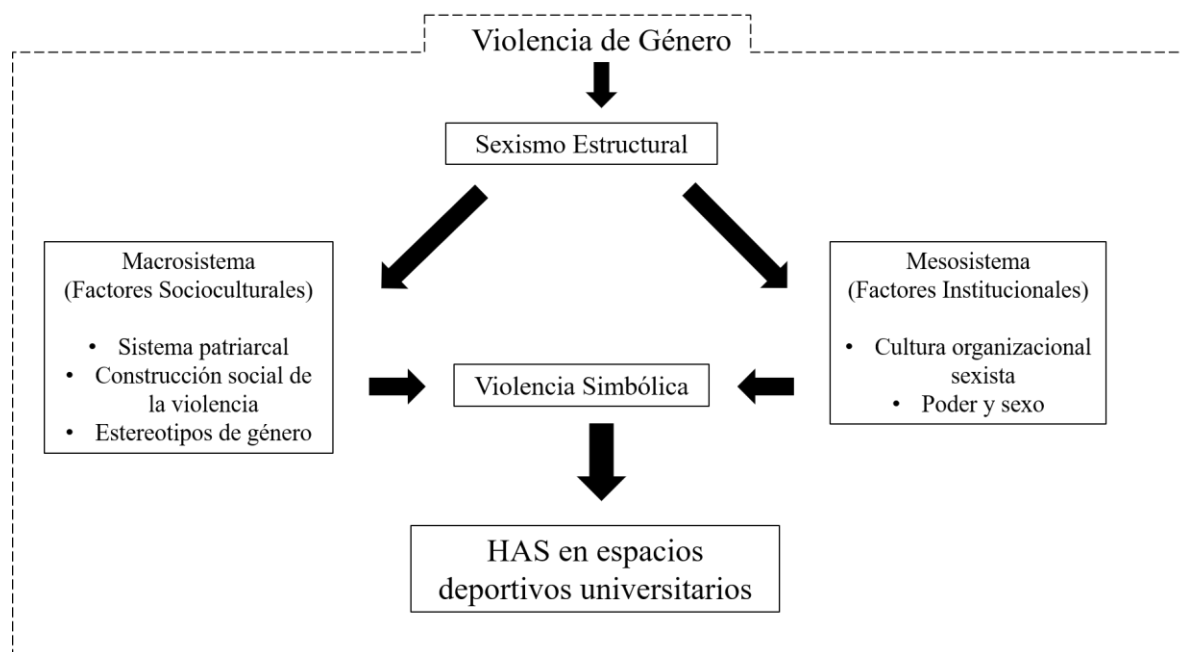 Violencia de Género
Sexismo Estructural
Macrosistema
(Factores Socioculturales)
• Sistema patriarcal
• Construcción social de
la violencia
• Estereotipos de género
Violencia Simbólica
Mesosistema
(Factores Institucionales)
• Cultura organizacional
sexista
• Poder y sexo
HAS en espacios
deportivos universitarios